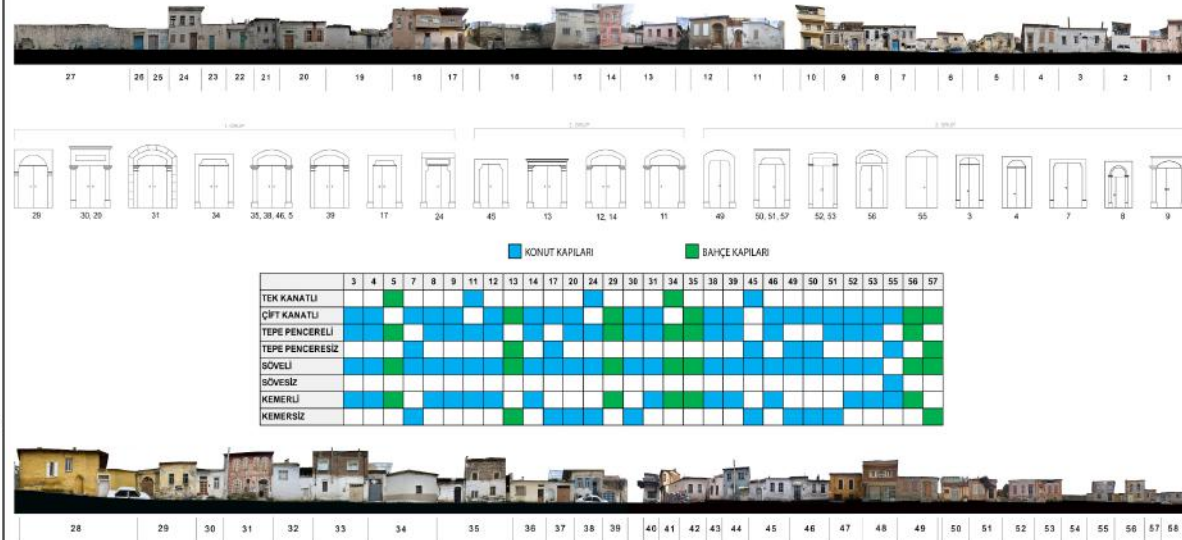 27 26 25 24 23 22 21 20 19 18 17 16 15 14 13 12 11 10 9 8 7 6 5 4 3 2 1
1. GRUP 2. GRUP 3. GRUP
29 30, 20 31 34 35, 38, 46, 5 39 17 24 45 13 12, 14 11 49 50, 51, 57 52, 53 56 55 3 4 7 8 9
KONUT KAPILARI BAHÇE KAPILARI
3 4 5 7 8 9 11 12 13 14 17 20 24 29 30 31 34 35 38 39 45 46 49 50 51 52 53 55 56 57
TEK KANATLI
ÇİFT KANATLI
TEPE PENCERELİ
TEPE PENCERESİZ
SÖVELİ
SÖVESİZ
KEMERLİ
KEMERSİZ
28 29 30 31 32 33 34 35 36 37 38 39 40 41 42 43 44 45 46 47 48 49 50 51 52 53 54 55 56 57 58